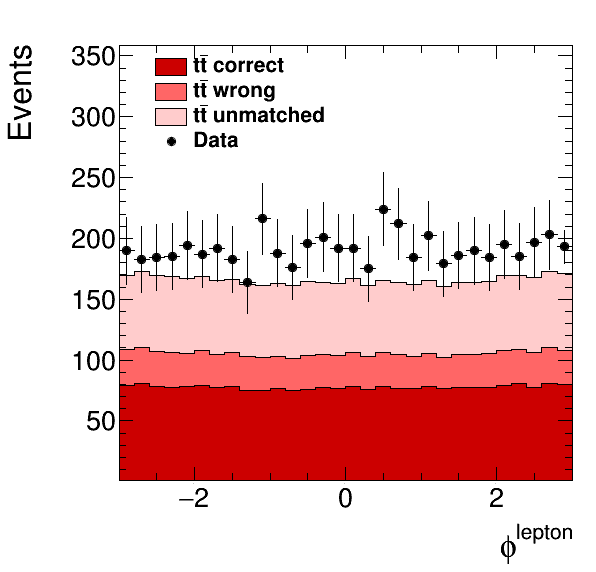 Events
350
300
250
200
150
100
50
tt̄ correct
tt̄ wrong
tt̄ unmatched
Data
−2 0 2
ϕ^lepton